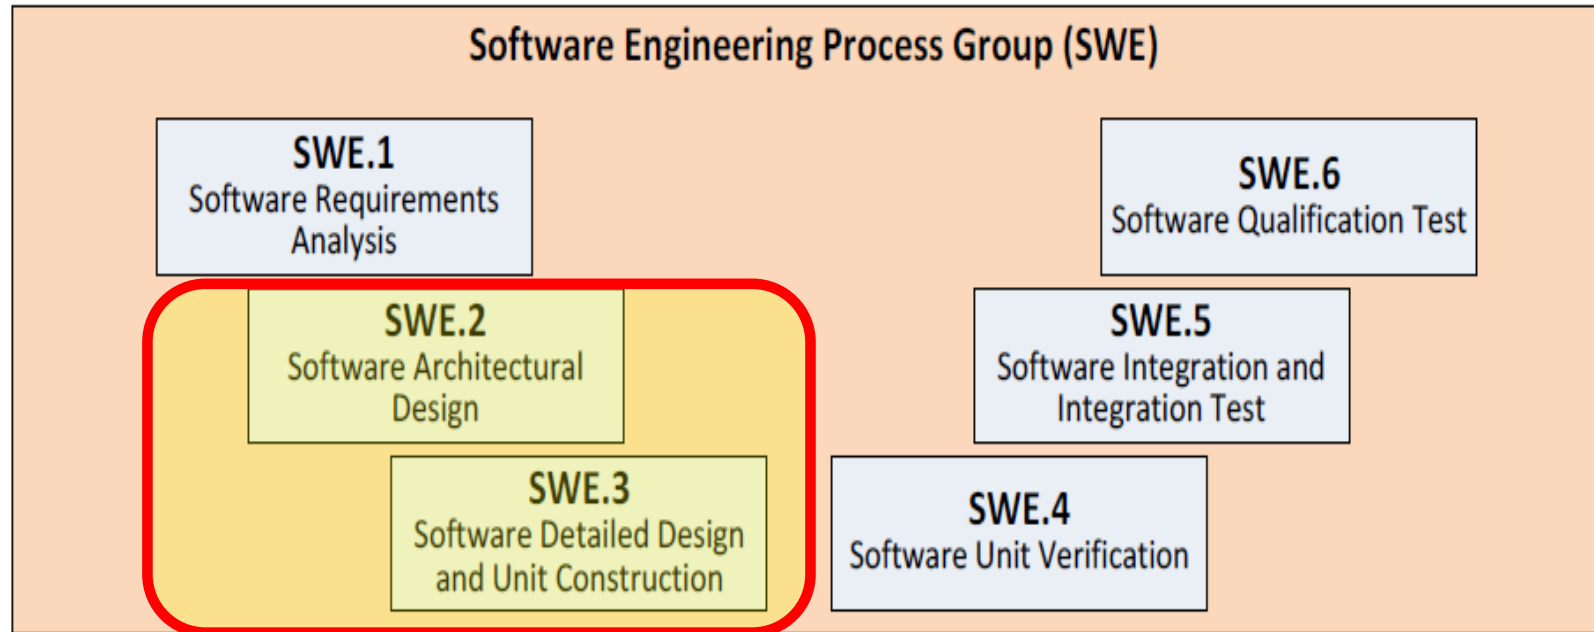 Software Engineering Process Group (SWE)
SWE.1
Software Requirements
Analysis
SWE.6
Software Qualification Test
SWE.2
Software Architectural
Design
SWE.5
Software Integration and
Integration Test
SWE.3
Software Detailed Design
and Unit Construction
SWE.4
Software Unit Verification